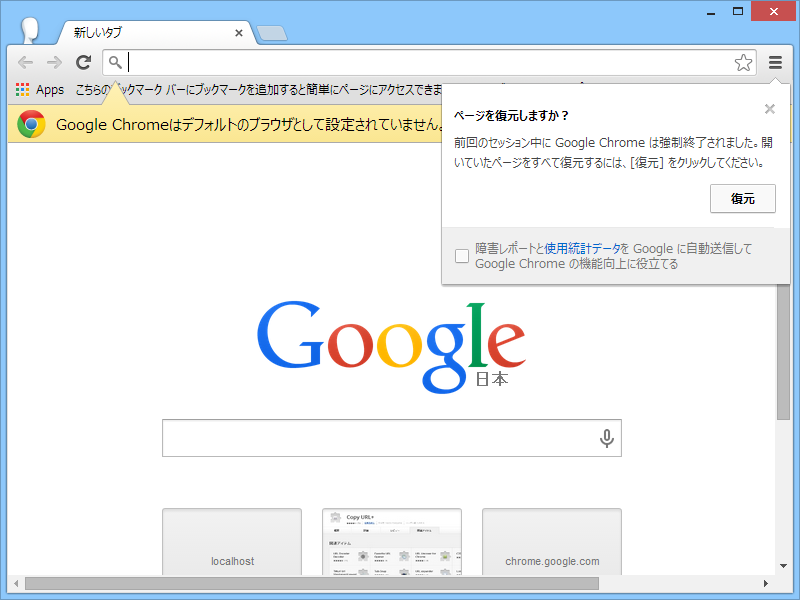 新しいタブ
Apps こちらのブックマーク バーにブックマークを追加すると簡単にページにアクセスできま
Google Chromeはデフォルトのブラウザとして設定されていません。
ページを復元しますか？
前回のセッション中に Google Chrome は強制終了されました。開
いていたページをすべて復元するには、[復元] をクリックしてください。
復元
障害レポートと使用統計データを Google に自動送信して
Google Chrome の機能向上に役立てる
Google
日本
localhost
Copy URL+
関連アイテム
chrome.google.com